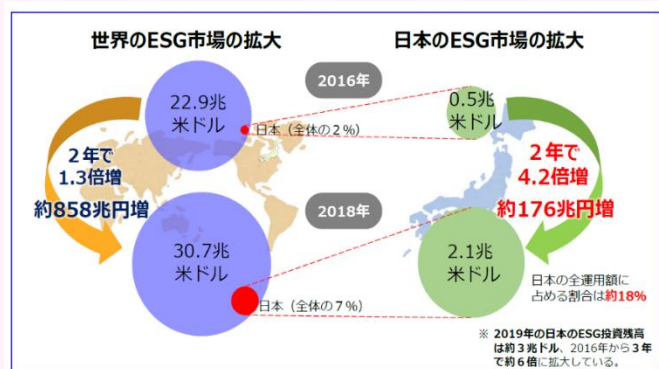 世界のESG市場の拡大
日本のESG市場の拡大
2016年
22.9兆
米ドル
日本(全体の2%)
0.5兆
米ドル
2年で
1.3倍増
約858兆円増
2年で
4.2倍増
約176兆円増
2018年
30.7兆
米ドル
日本(全体の7%)
2.1兆
米ドル
日本の全運用額に
占める割合は約18%
※ 2019年の日本のESG投資残高
は約3兆ドル、2016年から3年
で約6倍に拡大している。